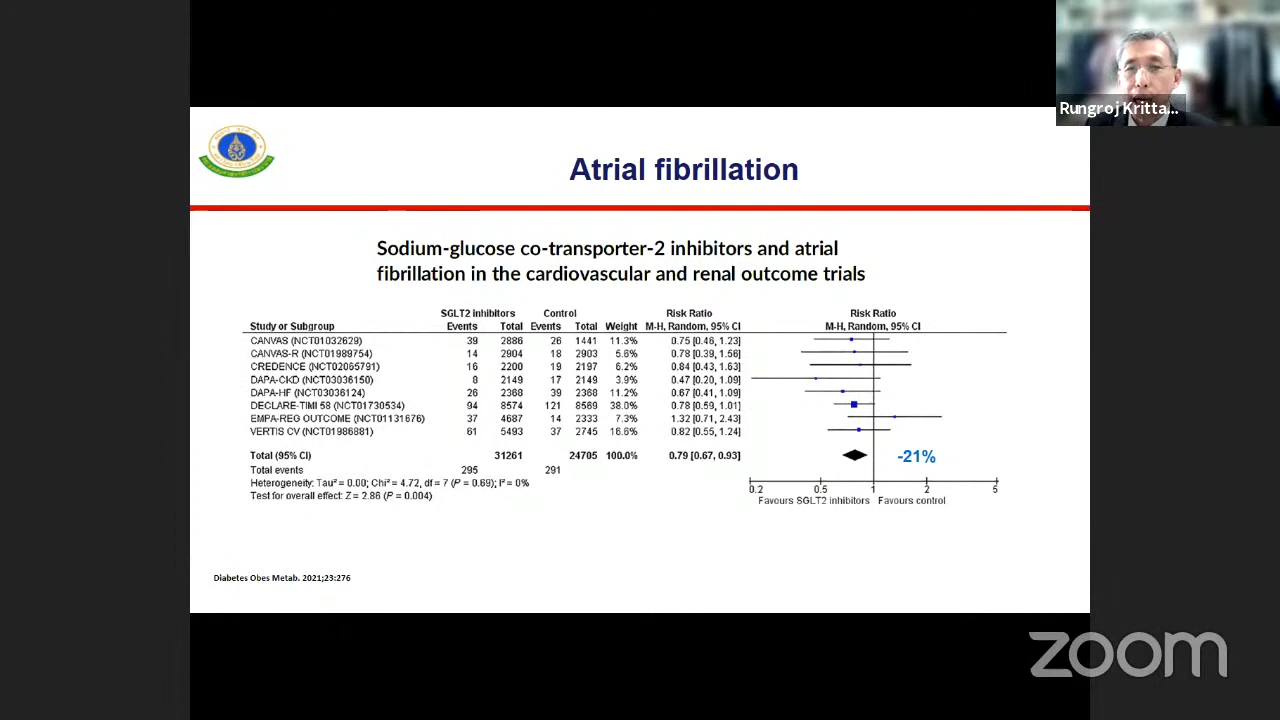 Rungroj Kritta...
Atrial fibrillation
Sodium-glucose co-transporter-2 inhibitors and atrial
fibrillation in the cardiovascular and renal outcome trials
SGLT2 inhibitors Control Risk Ratio Risk Ratio
Study or Subgroup Events Total Events Total Weight M-H, Random, 95% CI M-H, Random, 95% CI
CANVAS (NCT01032629) 39 2886 26 1441 11.3% 0.75 [0.46, 1.23]
CANVAS-R (NCT01989754) 14 2904 18 2903 5.6% 0.78 [0.39, 1.56]
CREDENCE (NCT02065791) 16 2200 19 2197 6.2% 0.84 [0.43, 1.63]
DAPA-CKD (NCT03036150) 8 2149 17 2149 3.9% 0.47 [0.20, 1.09]
DAPA-HF (NCT03036124) 26 2368 39 2368 11.2% 0.67 [0.41, 1.09]
DECLARE-TIMI 58 (NCT01730534) 94 8574 121 8569 38.0% 0.78 [0.59, 1.01]
EMPA-REG OUTCOME (NCT01131676) 37 4687 14 2333 7.3% 1.32 [0.71, 2.43]
VERTIS CV (NCT01986881) 61 5493 37 2745 16.6% 0.82 [0.55, 1.24]
Total (95% CI) 31261 24705 100.0% 0.79 [0.67, 0.93] -21%
Total events 295 291
Heterogeneity: Tau² = 0.00; Chi² = 4.72, df = 7 (P = 0.69); I² = 0%
Test for overall effect: Z = 2.86 (P = 0.004)
0.2 0.5 1 2 5
Favours SGLT2 inhibitors Favours control
Diabetes Obes Metab. 2021;23:276
zoom